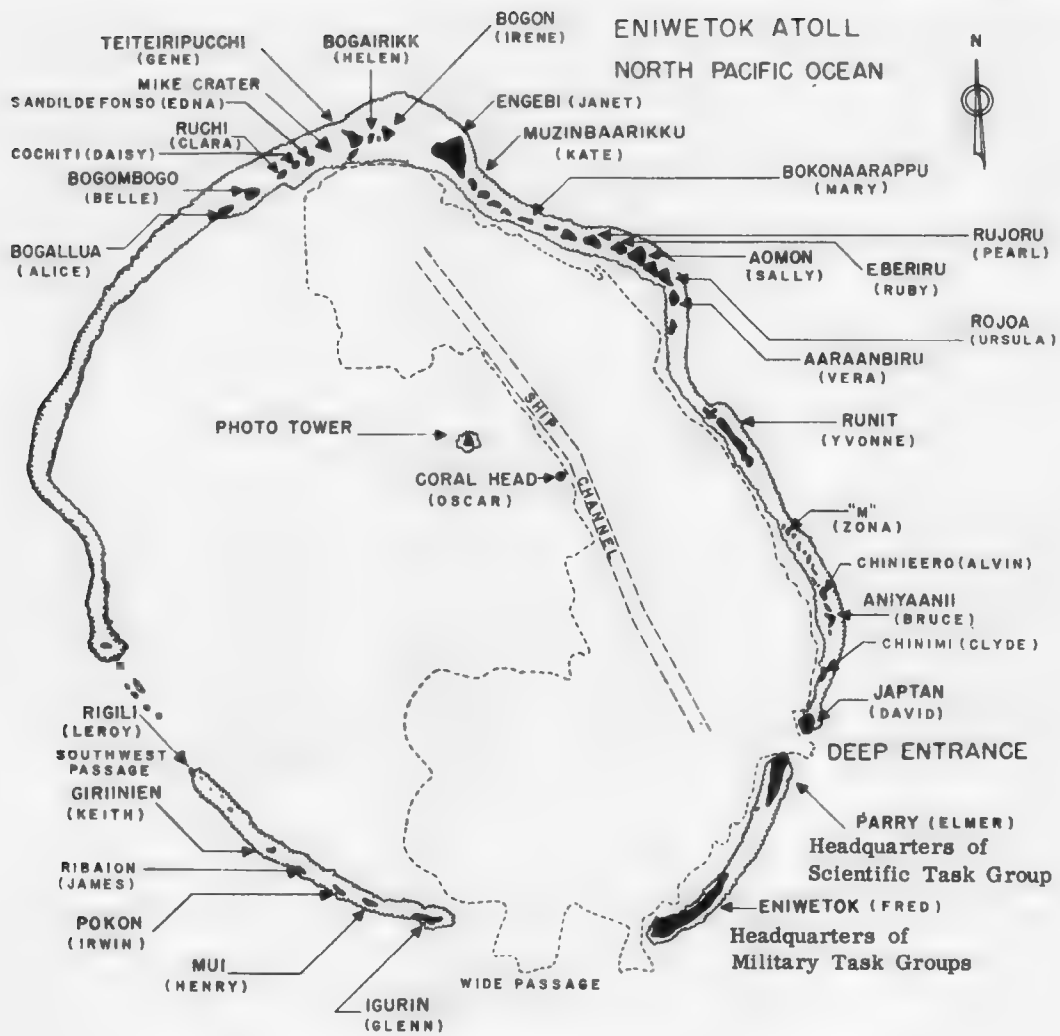 ENIWETOK ATOLL
NORTH PACIFIC OCEAN
N
BOGON
(IRENE)
BOGAIRIKK
(HELEN)
TEITEIRIPUCCHI
(GENE)
MIKE CRATER
SANDILDEFONSO (EDNA)
RUCHI
(CLARA)
COCHITI (DAISY)
BOGOMBOGO
(BELLE)
BOGALLUA
(ALICE)
ENGEBI (JANET)
MUZINBAARIKKU
(KATE)
BOKONAARAPPU
(MARY)
RUJORU
(PEARL)
AOMON
(SALLY)
EBERIRU
(RUBY)
ROJOA
(URSULA)
AARAANBIRU
(VERA)
RUNIT
(YVONNE)
PHOTO TOWER
CORAL HEAD
(OSCAR)
SHIP CHANNEL
"M"
(ZONA)
CHINIEERO (ALVIN)
ANIYAANII
(BRUCE)
CHINIMI (CLYDE)
JAPTAN
(DAVID)
DEEP ENTRANCE
PARRY (ELMER)
Headquarters of
Scientific Task Group
ENIWETOK (FRED)
Headquarters of
Military Task Groups
RIGILI
(LEROY)
SOUTHWEST
PASSAGE
GIRIINIEN
(KEITH)
RIBAION
(JAMES)
POKON
(IRWIN)
MUI
(HENRY)
IGURIN
(GLENN)
WIDE PASSAGE